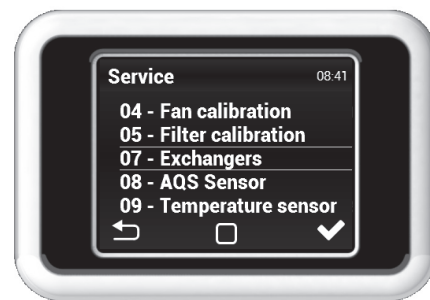 Service 08:41
04 - Fan calibration
05 - Filter calibration
07 - Exchangers
08 - AQS Sensor
09 - Temperature sensor